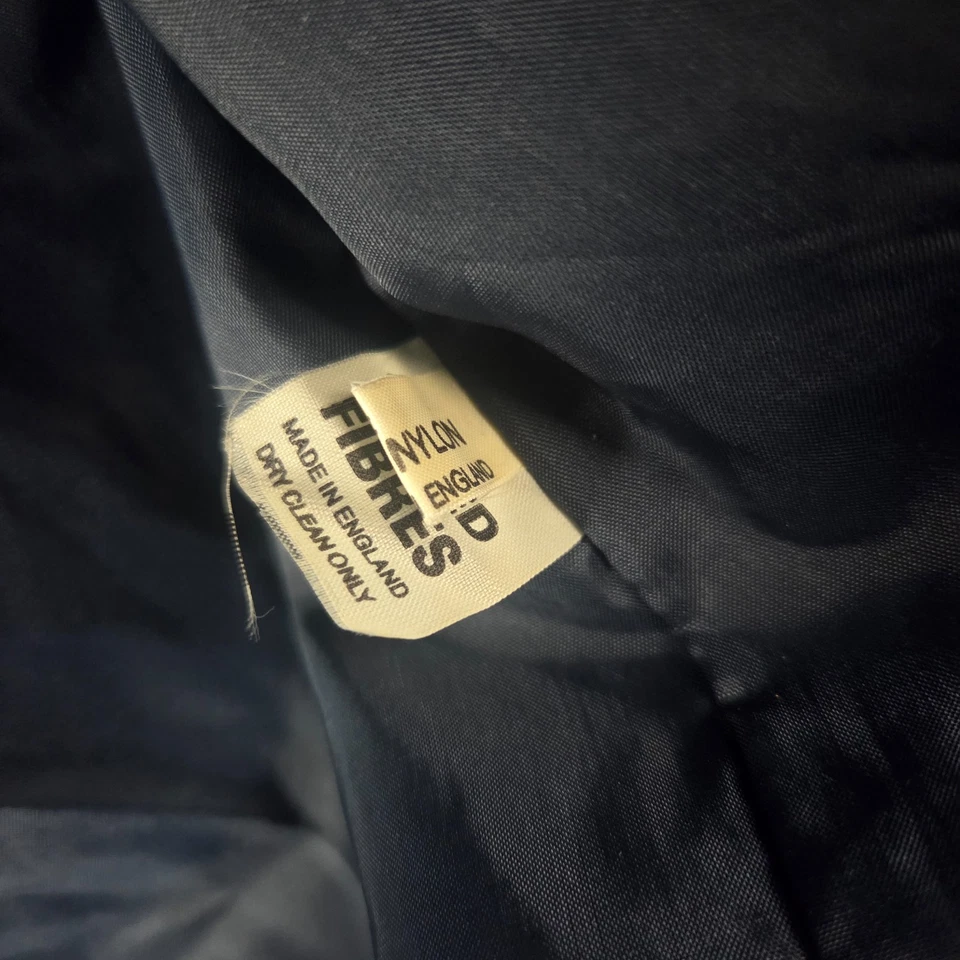 NYLON
ENGLAND
FIBRES
MADE IN ENGLAND
DRY CLEAN ONLY